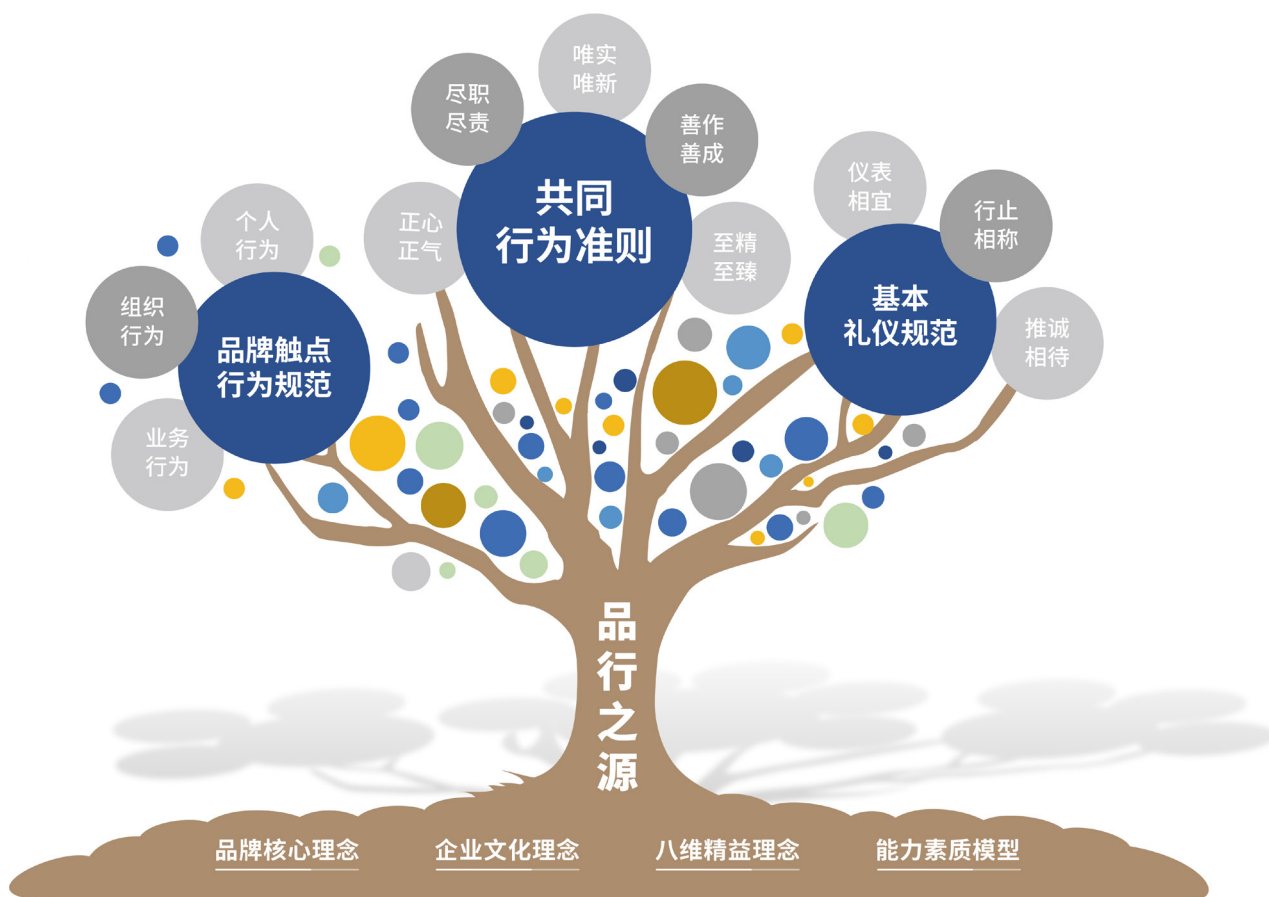 唯实
唯新
尽职
尽责
善作
善成
正心
正气
共同
行为准则
至精
至臻
个人
行为
组织
行为
业务
行为
品牌触点
行为规范
仪表
相宜
行止
相称
推诚
相待
基本
礼仪规范
品行之源
品牌核心理念
企业文化理念
八维精益理念
能力素质模型